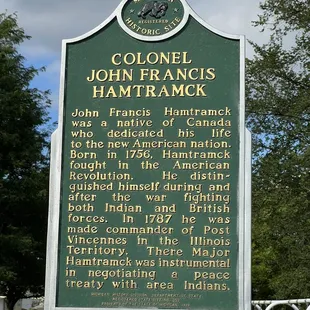 REGISTERED
HISTORIC SITE
COLONEL
JOHN FRANCIS
HAMTRAMCK
John Francis Hamtramck
was a native of Canada
who dedicated his life
to the new American nation.
Born in 1756, Hamtramck
fought in the American
Revolution. He distin-
guished himself during and
after the war fighting
both Indian and British
forces. In 1787 he was
made commander of Post
Vincennes in the Illinois
Territory. There Major
Hamtramck was instrumental
in negotiating a peace
treaty with area Indians.